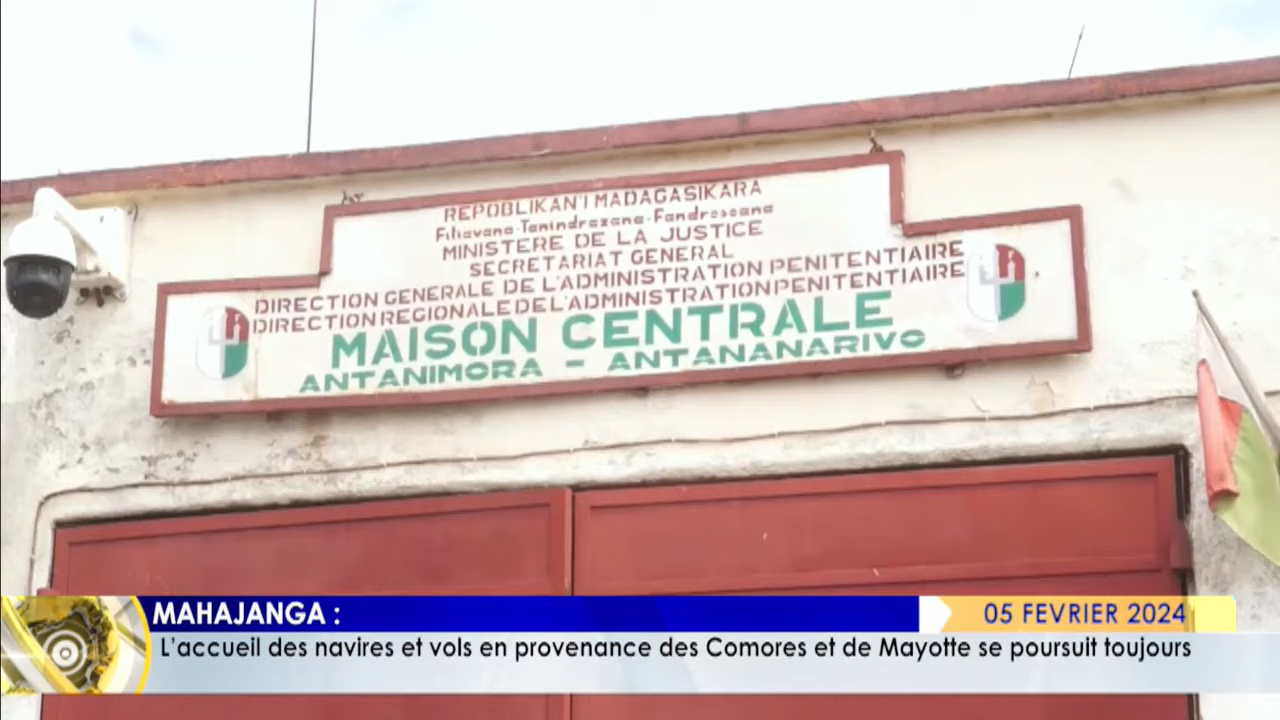 REPOBLIKAN'I MADAGASIKARA
Fitiavana-Tanindrazana-Fandrosoana
MINISTERE DE LA JUSTICE
SECRETARIAT GENERAL
DIRECTION GENERALE DE L'ADMINISTRATION PENITENTIAIRE
DIRECTION REGIONALE DE L'ADMINISTRATION PENITENTIAIRE
MAISON CENTRALE
ANTANIMORA - ANTANANARIVO
MAHAJANGA :
05 FEVRIER 2024
L'accueil des navires et vols en provenance des Comores et de Mayotte se poursuit toujours